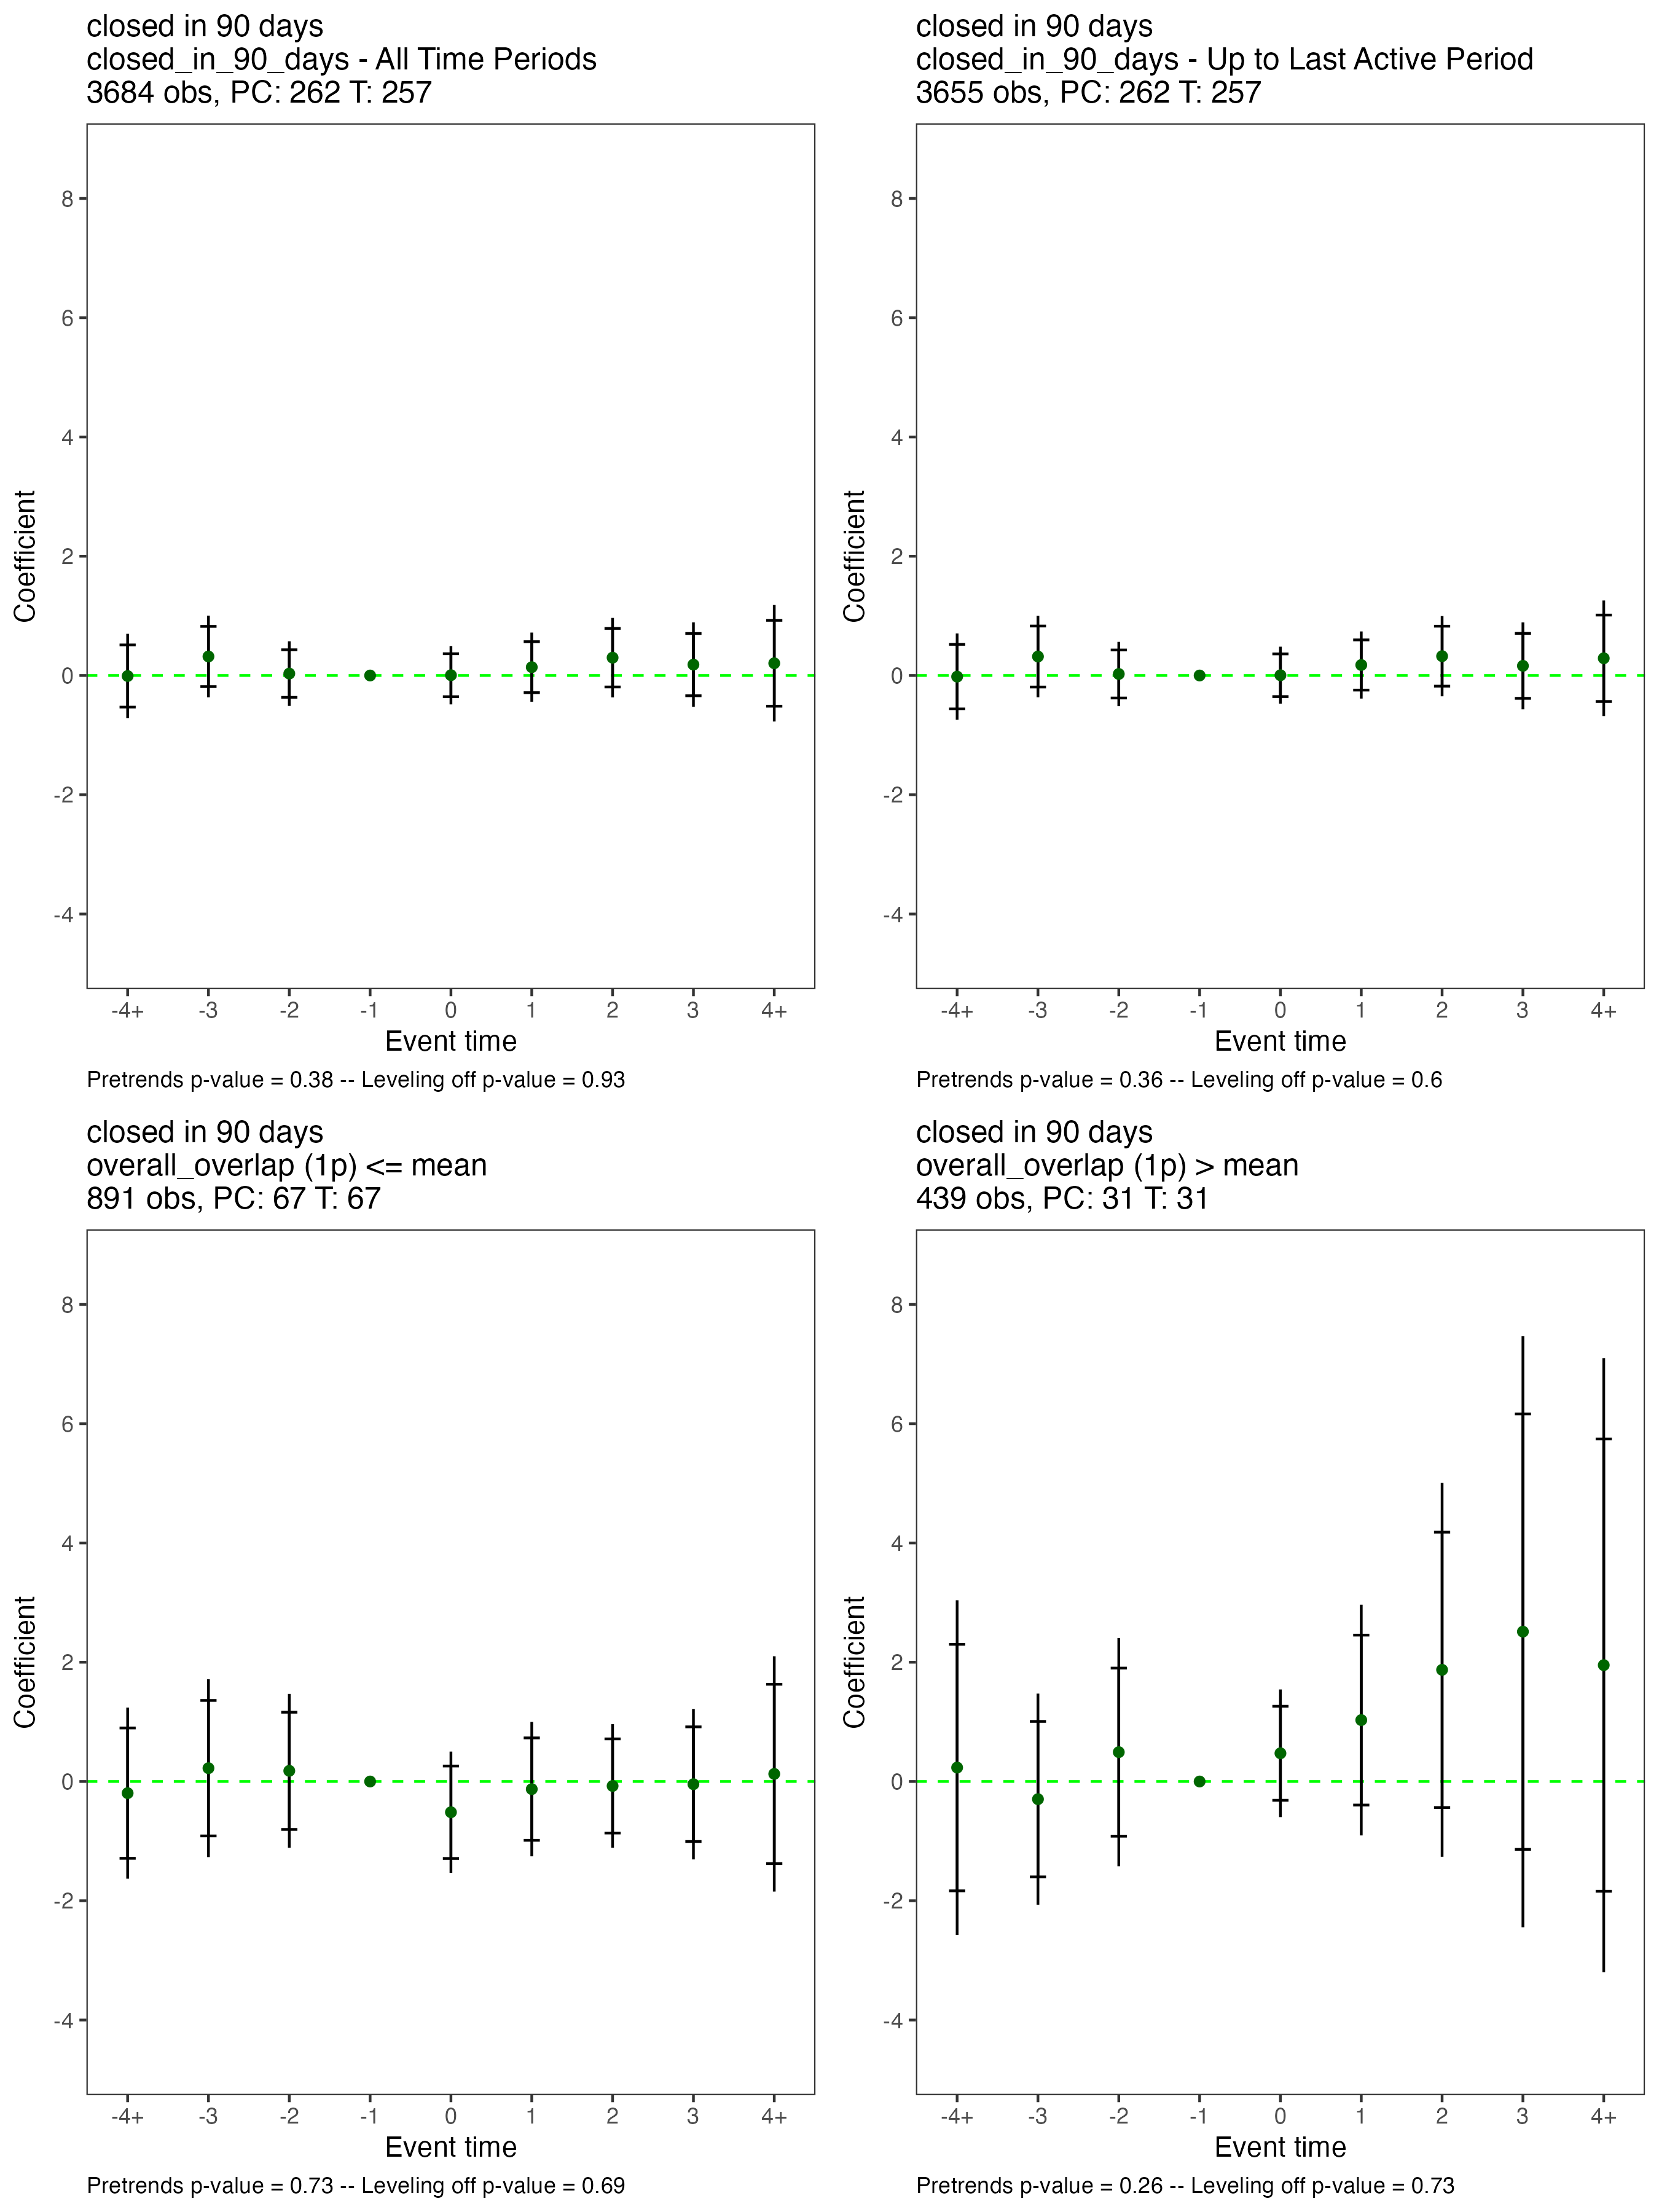 closed in 90 days
closed_in_90_days - All Time Periods
3684 obs, PC: 262 T: 257
8
6
4
2
0
-2
-4
Coefficient
-4+ -3 -2 -1 0 1 2 3 4+
Event time
Pretrends p-value = 0.38 -- Leveling off p-value = 0.93
closed in 90 days
closed_in_90_days - Up to Last Active Period
3655 obs, PC: 262 T: 257
8
6
4
2
0
-2
-4
Coefficient
-4+ -3 -2 -1 0 1 2 3 4+
Event time
Pretrends p-value = 0.36 -- Leveling off p-value = 0.6
closed in 90 days
overall_overlap (1p) <= mean
891 obs, PC: 67 T: 67
8
6
4
2
0
-2
-4
Coefficient
-4+ -3 -2 -1 0 1 2 3 4+
Event time
Pretrends p-value = 0.73 -- Leveling off p-value = 0.69
closed in 90 days
overall_overlap (1p) > mean
439 obs, PC: 31 T: 31
8
6
4
2
0
-2
-4
Coefficient
-4+ -3 -2 -1 0 1 2 3 4+
Event time
Pretrends p-value = 0.26 -- Leveling off p-value = 0.73